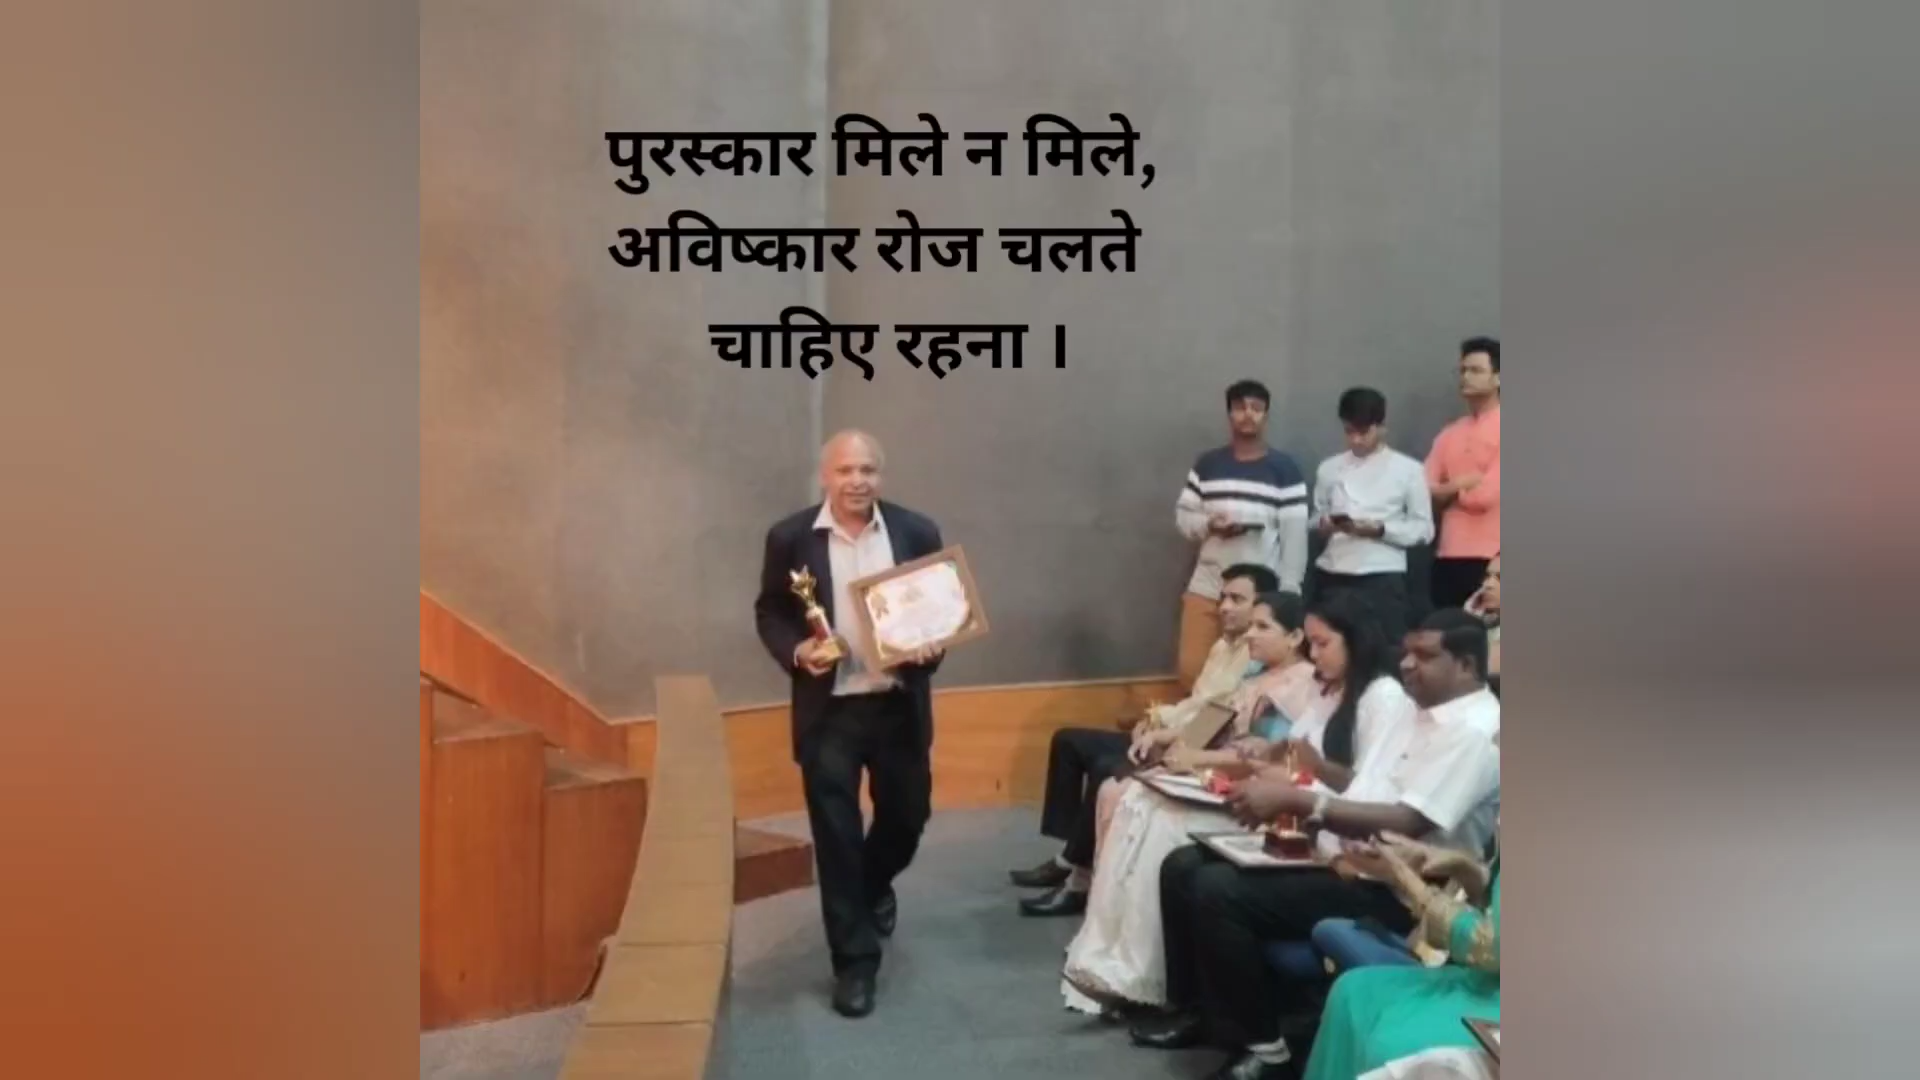 पुरस्कार मिले न मिले,
अविष्कार रोज चलते
चाहिए रहना ।